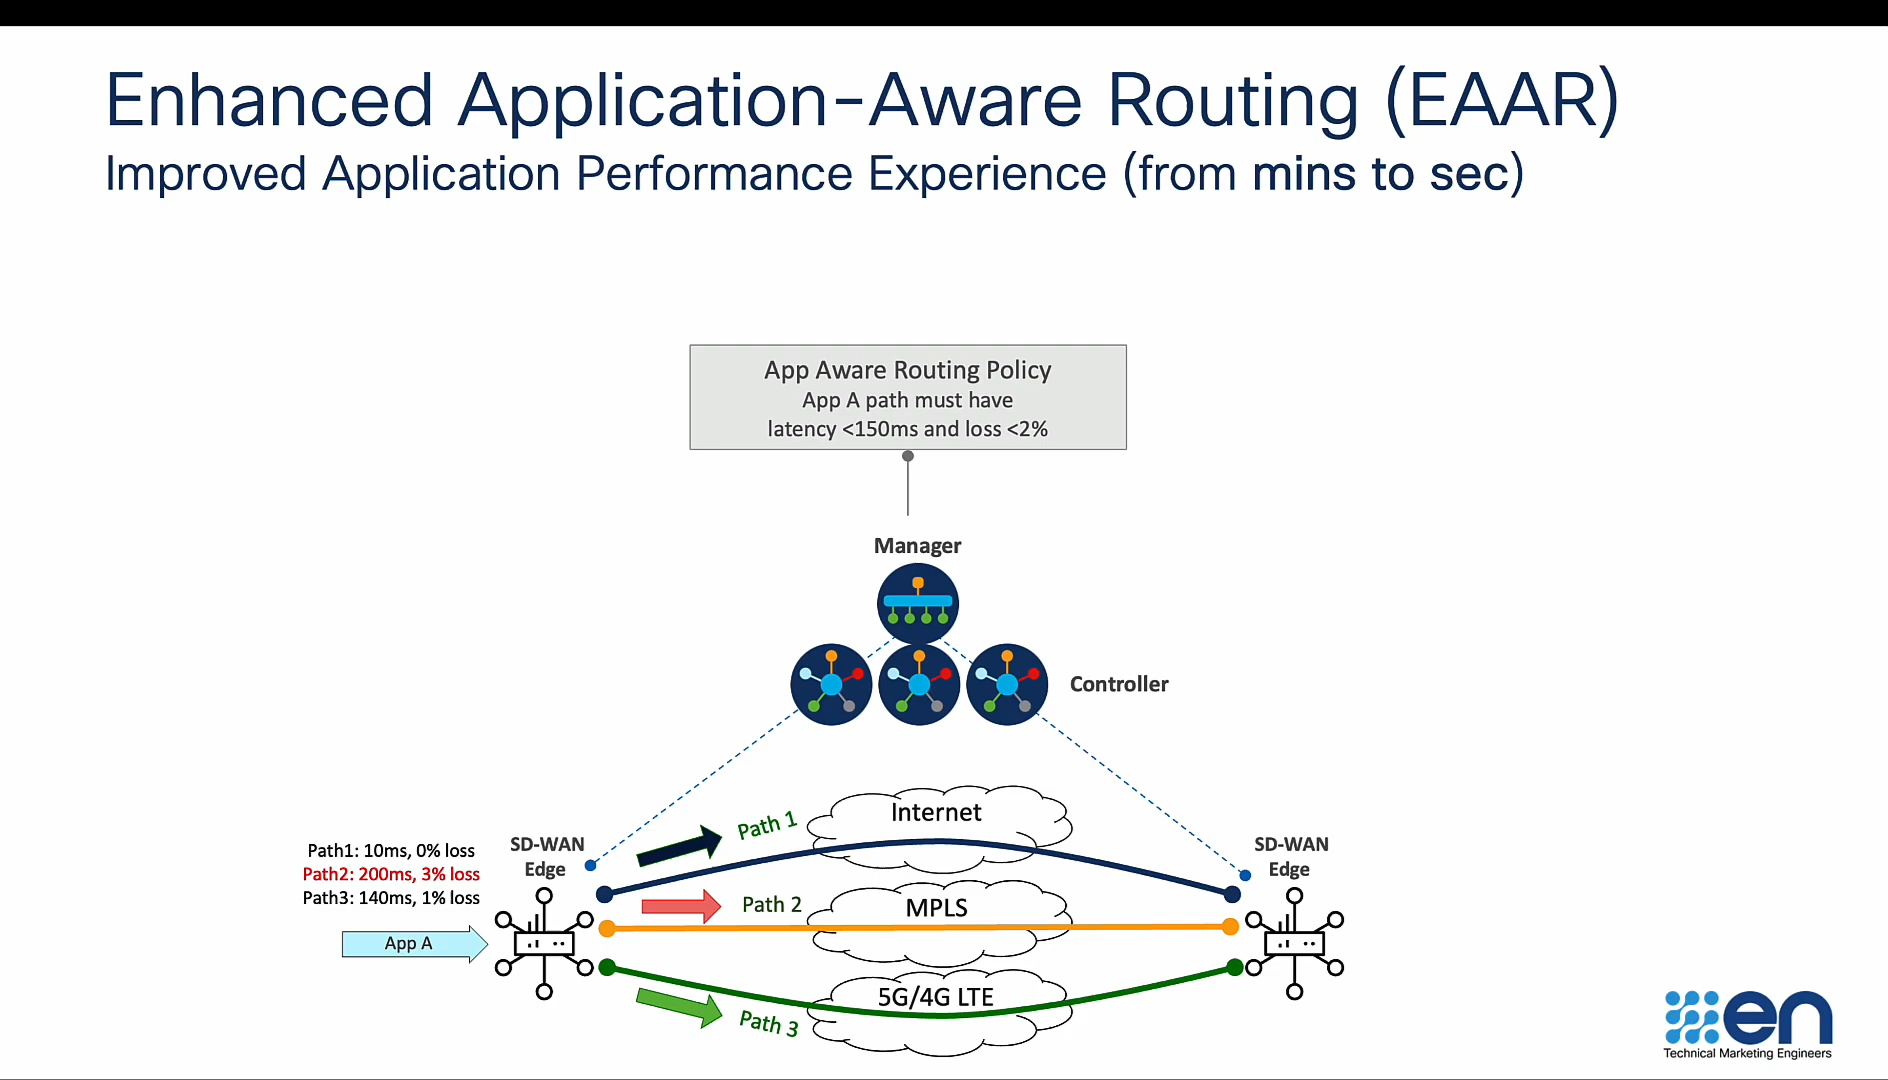 Enhanced Application-Aware Routing (EAAR)
Improved Application Performance Experience (from mins to sec)
App Aware Routing Policy
App A path must have
latency <150ms and loss <2%
Manager
Controller
Internet
Path 1
SD-WAN
Edge
SD-WAN
Edge
Path1: 10ms, 0% loss
Path2: 200ms, 3% loss
Path3: 140ms, 1% loss
Path 2
MPLS
App A
5G/4G LTE
Path 3
en
Technical Marketing Engineers